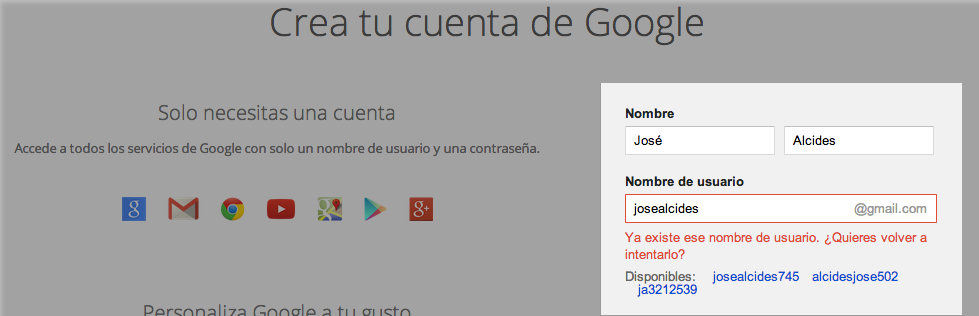 Crea tu cuenta de Google
Solo necesitas una cuenta
Accede a todos los servicios de Google con solo un nombre de usuario y una contraseña.
g
g+
Personaliza Google a tu gusto
Nombre
José Alcides
Nombre de usuario
josealcides @gmail.com
Ya existe ese nombre de usuario. ¿Quieres volver a
intentarlo?
Disponibles: josealcides745 alcidesjose502
ja3212539